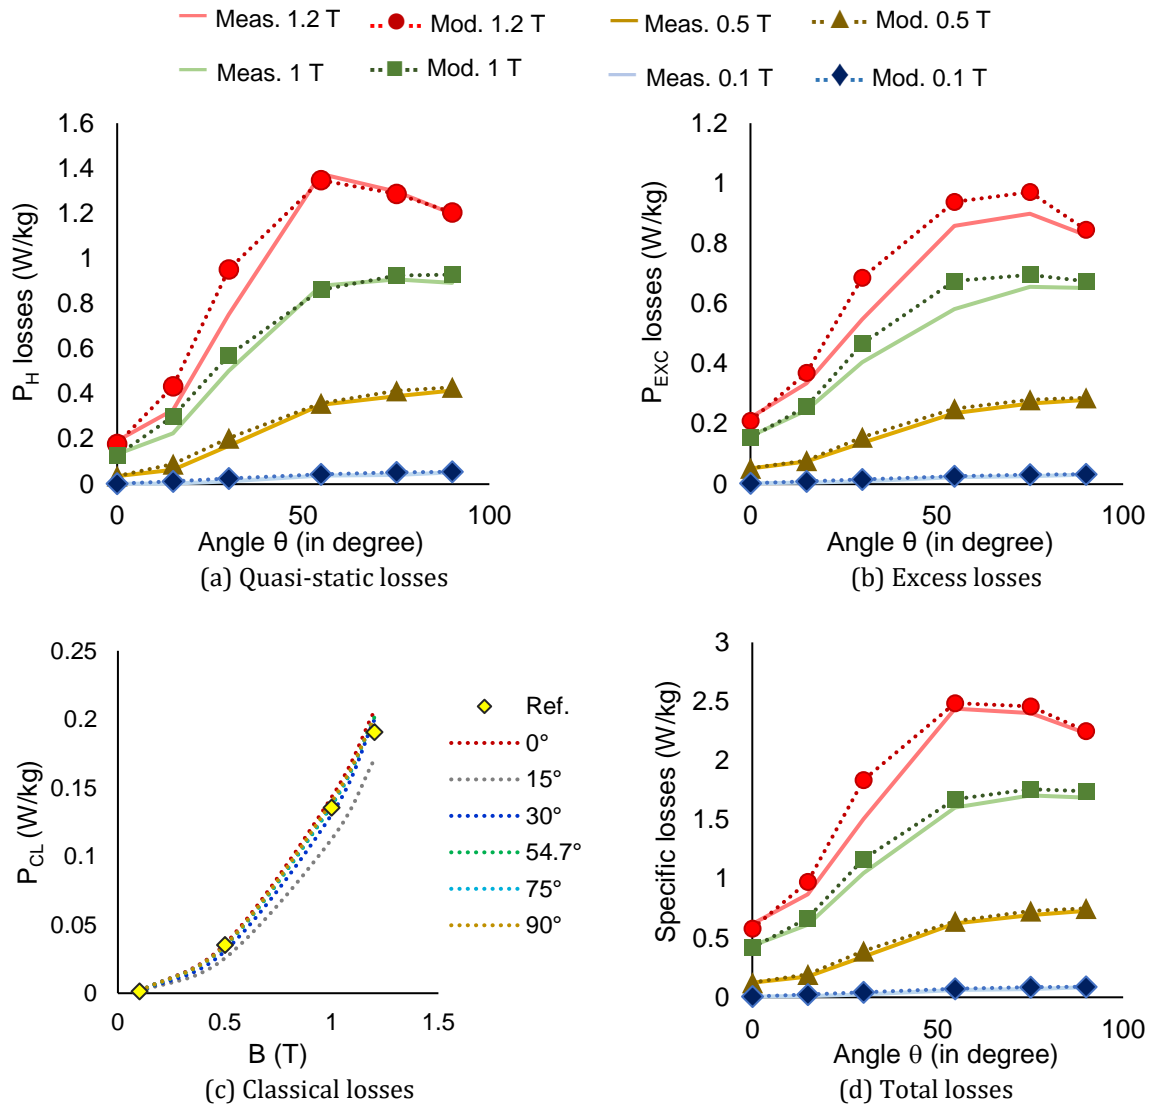 Meas. 1.2 T
Mod. 1.2 T
Meas. 0.5 T
Mod. 0.5 T
Meas. 1 T
Mod. 1 T
Meas. 0.1 T
Mod. 0.1 T
P_H losses (W/kg)
1.6
1.4
1.2
1
0.8
0.6
0.4
0.2
0
0
50
100
Angle θ (in degree)
(a) Quasi-static losses
P_EXC losses (W/kg)
1.2
1
0.8
0.6
0.4
0.2
0
0
50
100
Angle θ (in degree)
(b) Excess losses
P_CL (W/kg)
0.25
0.2
0.15
0.1
0.05
0
0
0.5
1
1.5
B (T)
Ref.
0°
15°
30°
54.7°
75°
90°
(c) Classical losses
Specific losses (W/kg)
3
2.5
2
1.5
1
0.5
0
0
50
100
Angle θ (in degree)
(d) Total losses